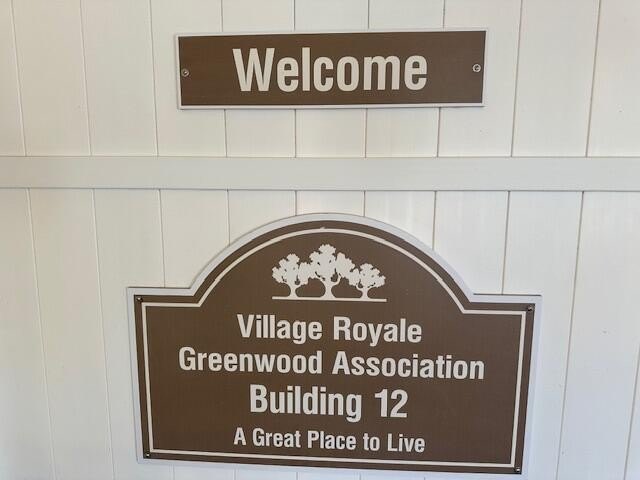 Welcome
Village Royale
Greenwood Association
Building 12
A Great Place to Live